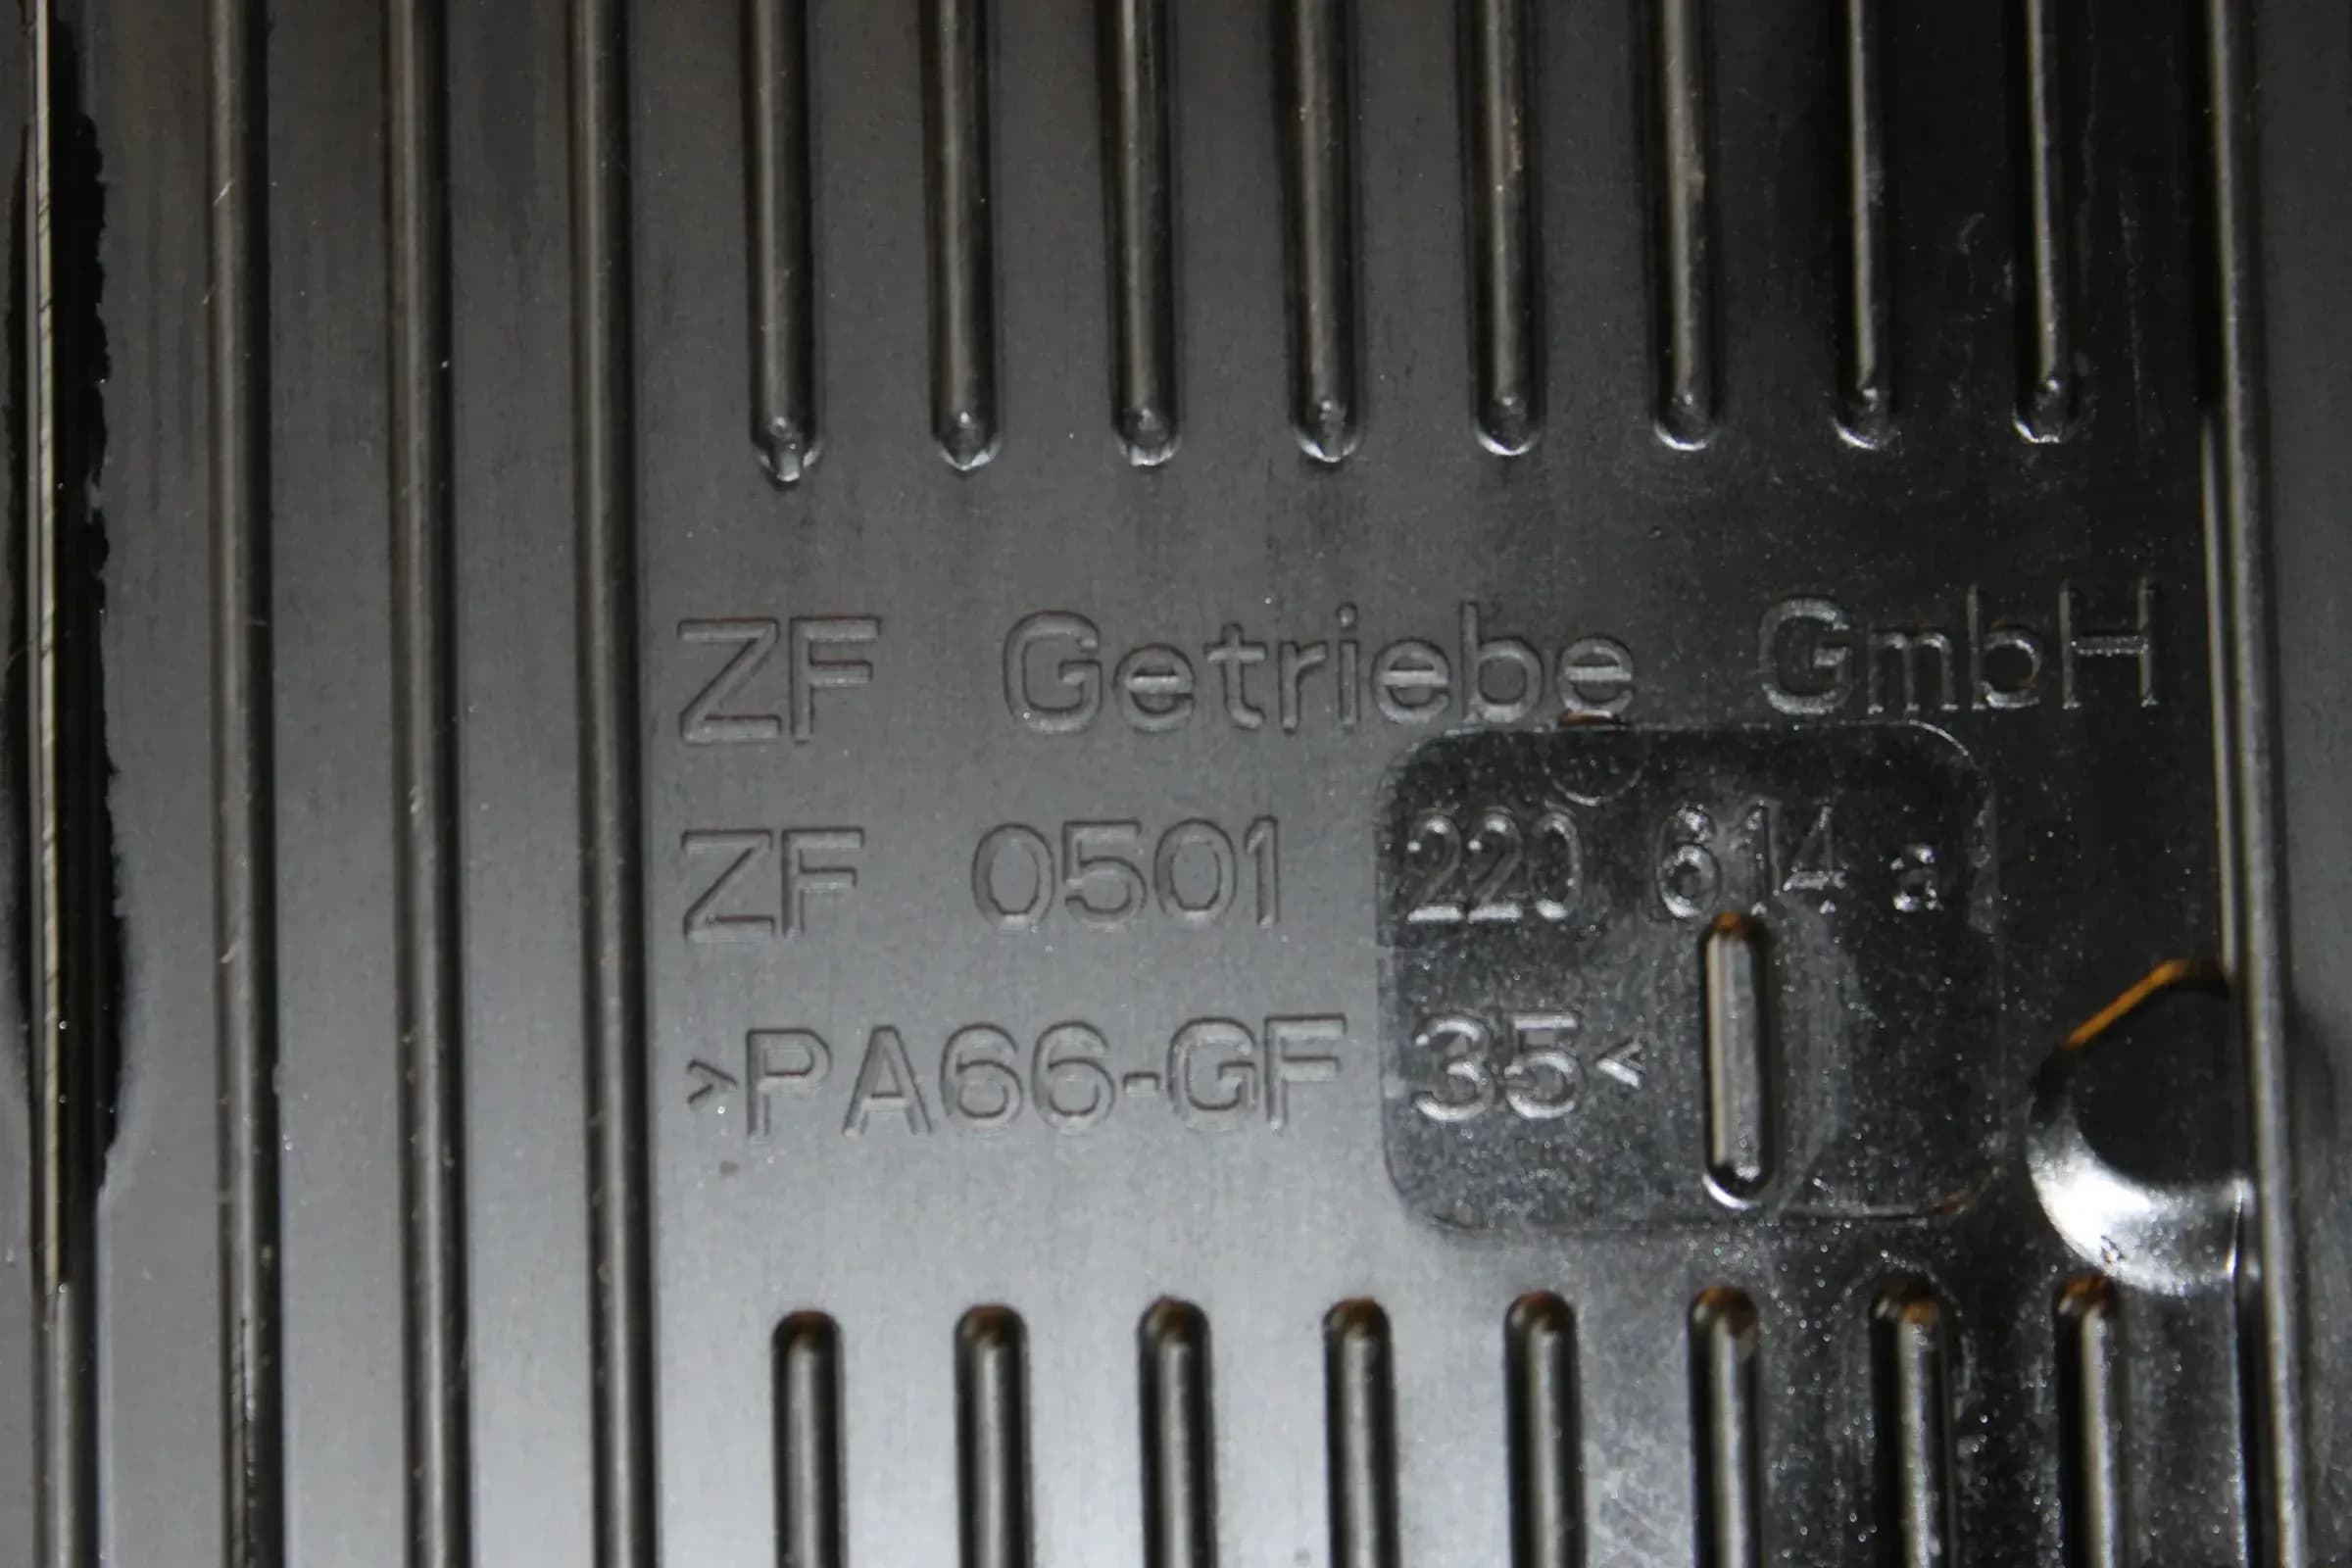 ZF Getriebe GmbH
ZF 0501 220 614 a
>PA66-GF 35<